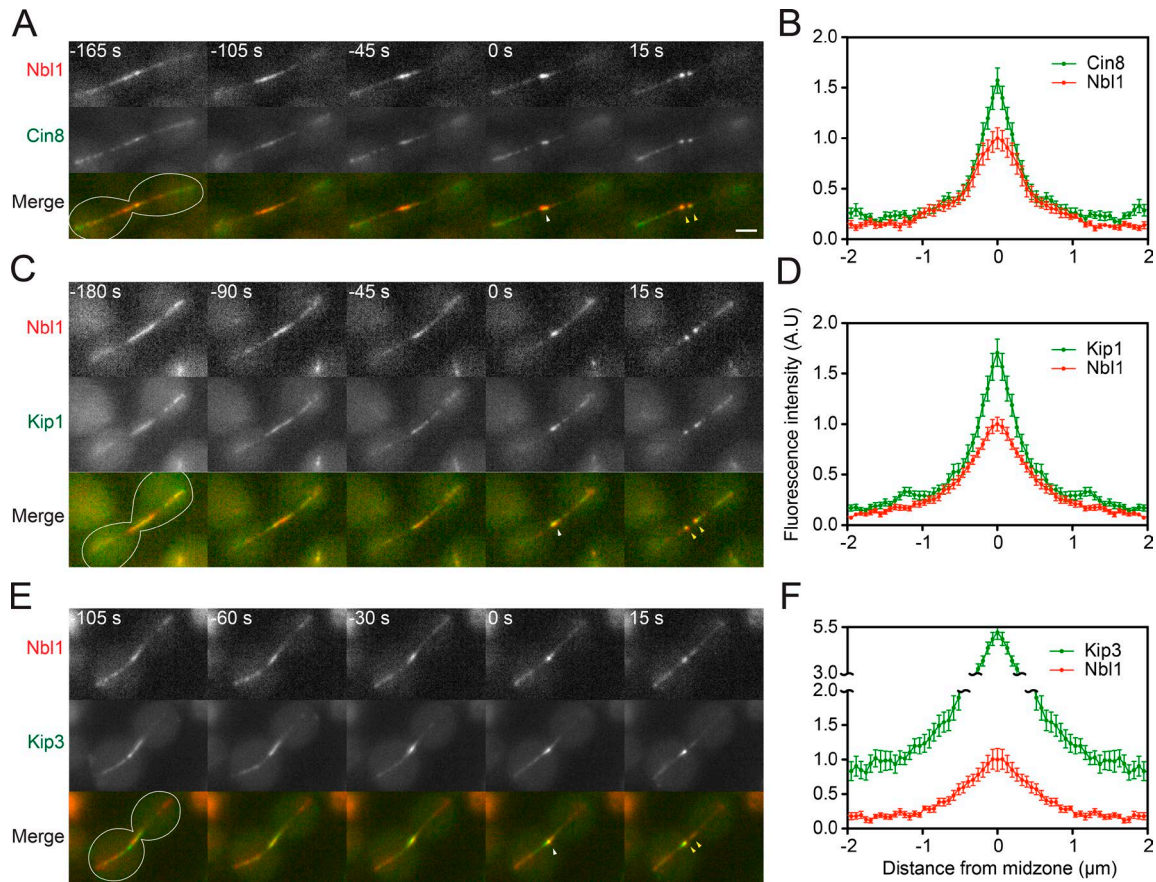 A
-165 s -105 s -45 s 0 s 15 s
Nbl1
Cin8
Merge
B
2.0
1.5
1.0
0.5
0.0
Cin8
Nbl1
-2 -1 0 1 2
C
-180 s -90 s -45 s 0 s 15 s
Nbl1
Kip1
Merge
D
Fluorescence intensity (A.U)
2.0
1.5
1.0
0.5
0.0
Kip1
Nbl1
-2 -1 0 1 2
E
-105 s -60 s -30 s 0 s 15 s
Nbl1
Kip3
Merge
F
5.5
3.0
2.0
1.5
1.0
0.5
0.0
Kip3
Nbl1
-2 -1 0 1 2
Distance from midzone (μm)